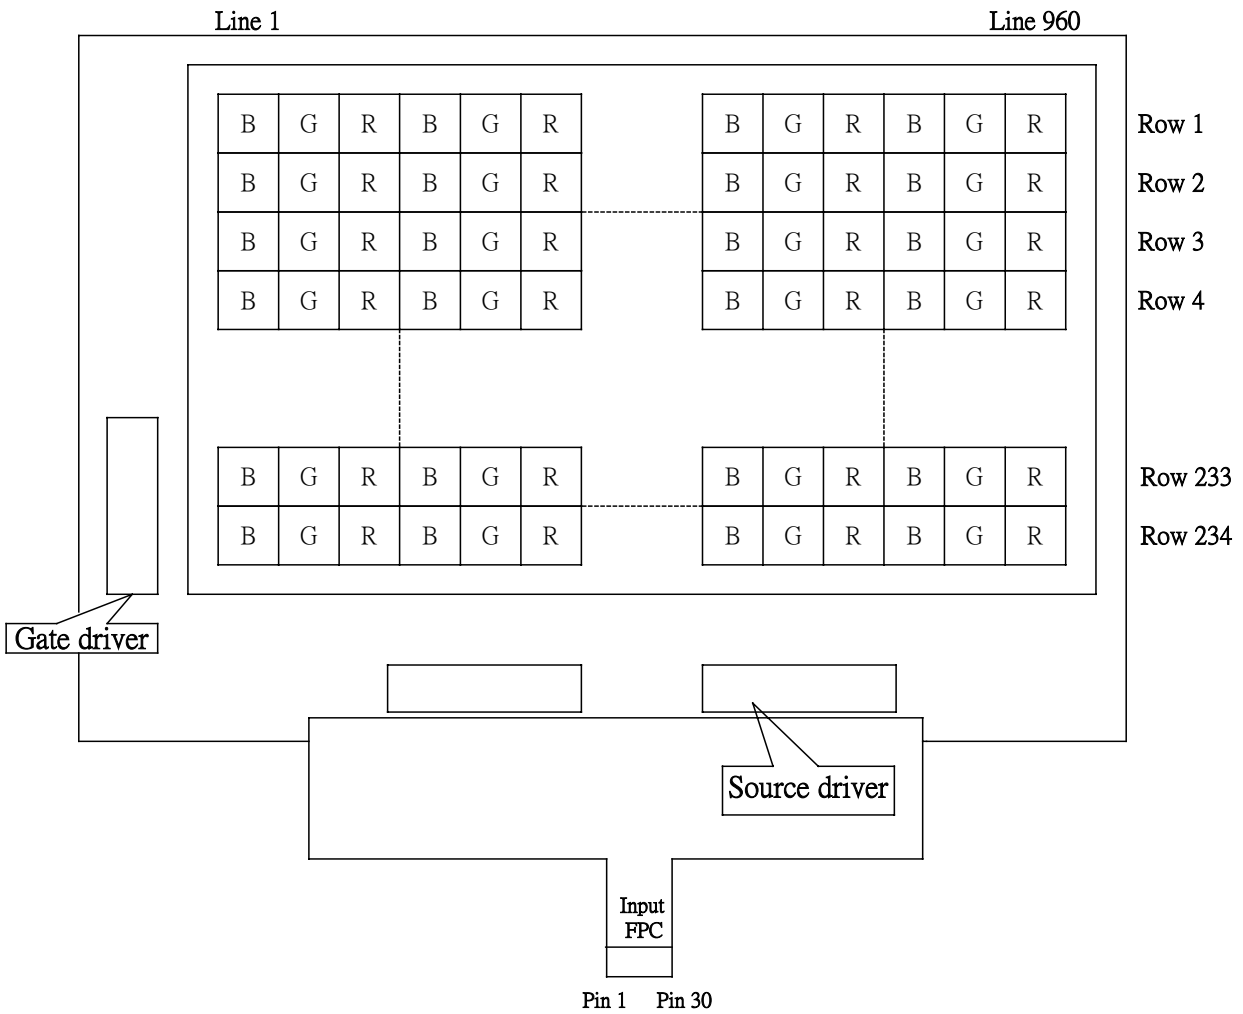 Line 1 Line 960
B G R B G R B G R B G R Row 1
B G R B G R B G R B G R Row 2
B G R B G R B G R B G R Row 3
B G R B G R B G R B G R Row 4
B G R B G R B G R B G R Row 233
B G R B G R B G R B G R Row 234
Gate driver
Source driver
Input
FPC
Pin 1 Pin 30